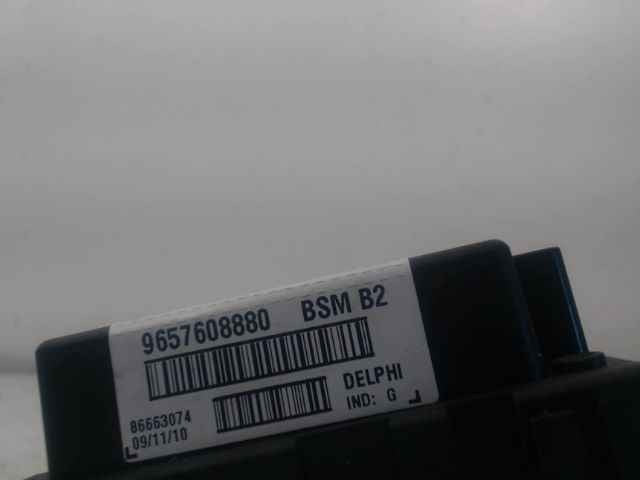 9657608880 BSM B2
DELPHI
86663074
IND: G
09/11/10